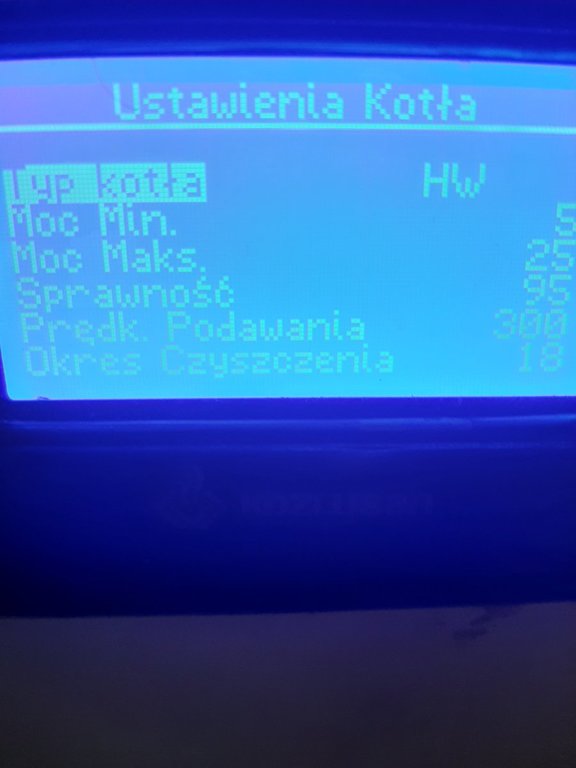 Ustawienia Kotła
Typ kotła HW
Moc Min. 5
Moc Maks. 25
Sprawność 95
Prędk. Podawania 300
Okres Czyszczenia 18